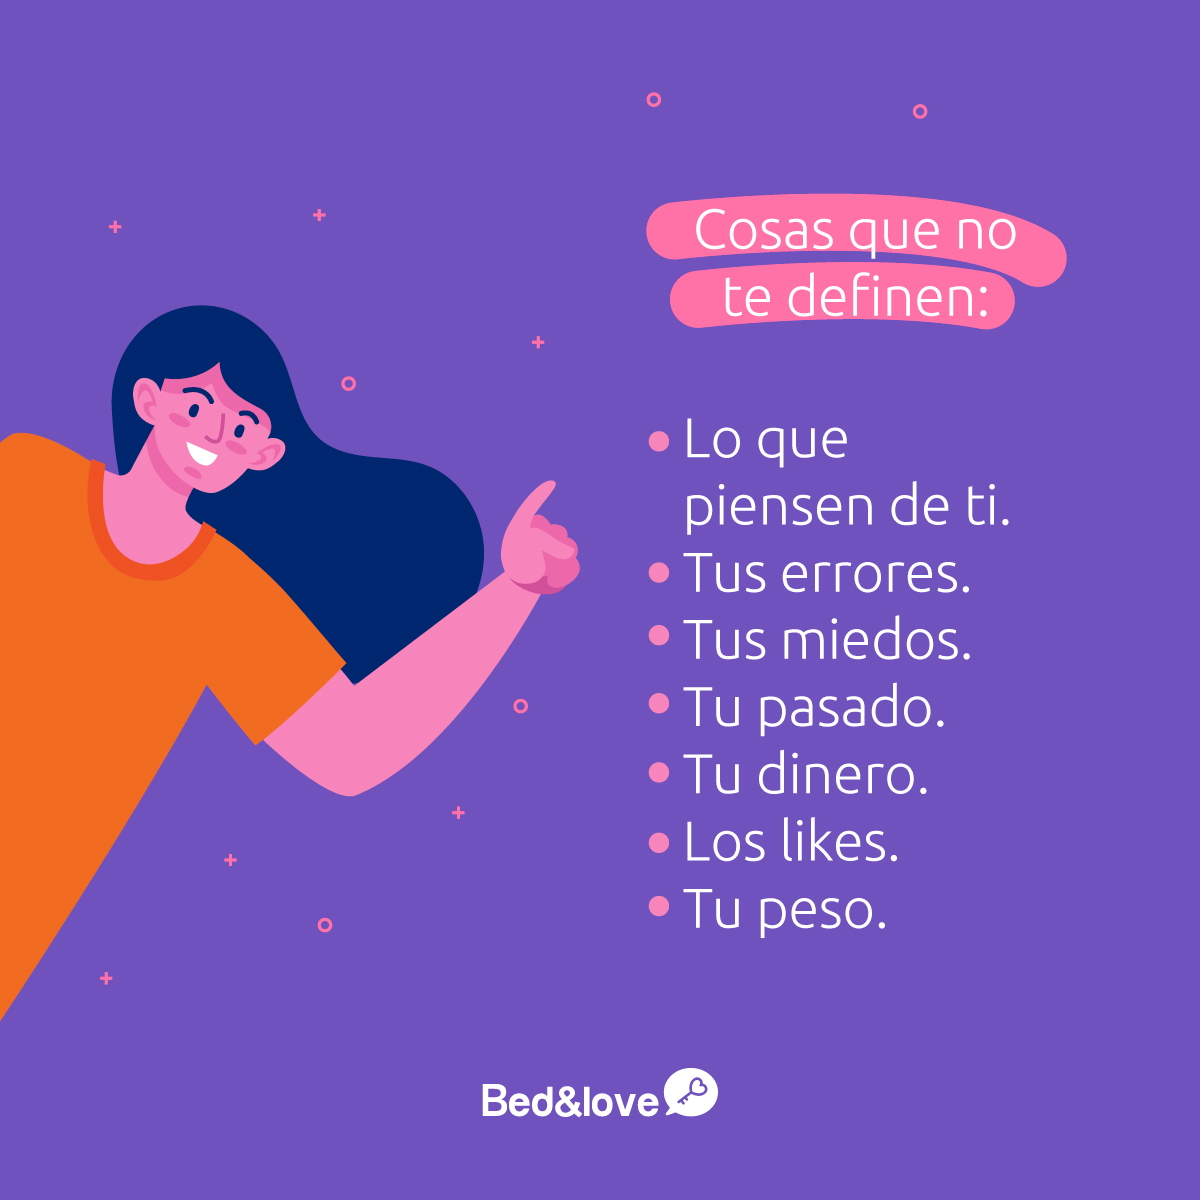 Cosas que no
te definen:
• Lo que
piensen de ti.
• Tus errores.
• Tus miedos.
• Tu pasado.
• Tu dinero.
• Los likes.
• Tu peso.
Bed&love